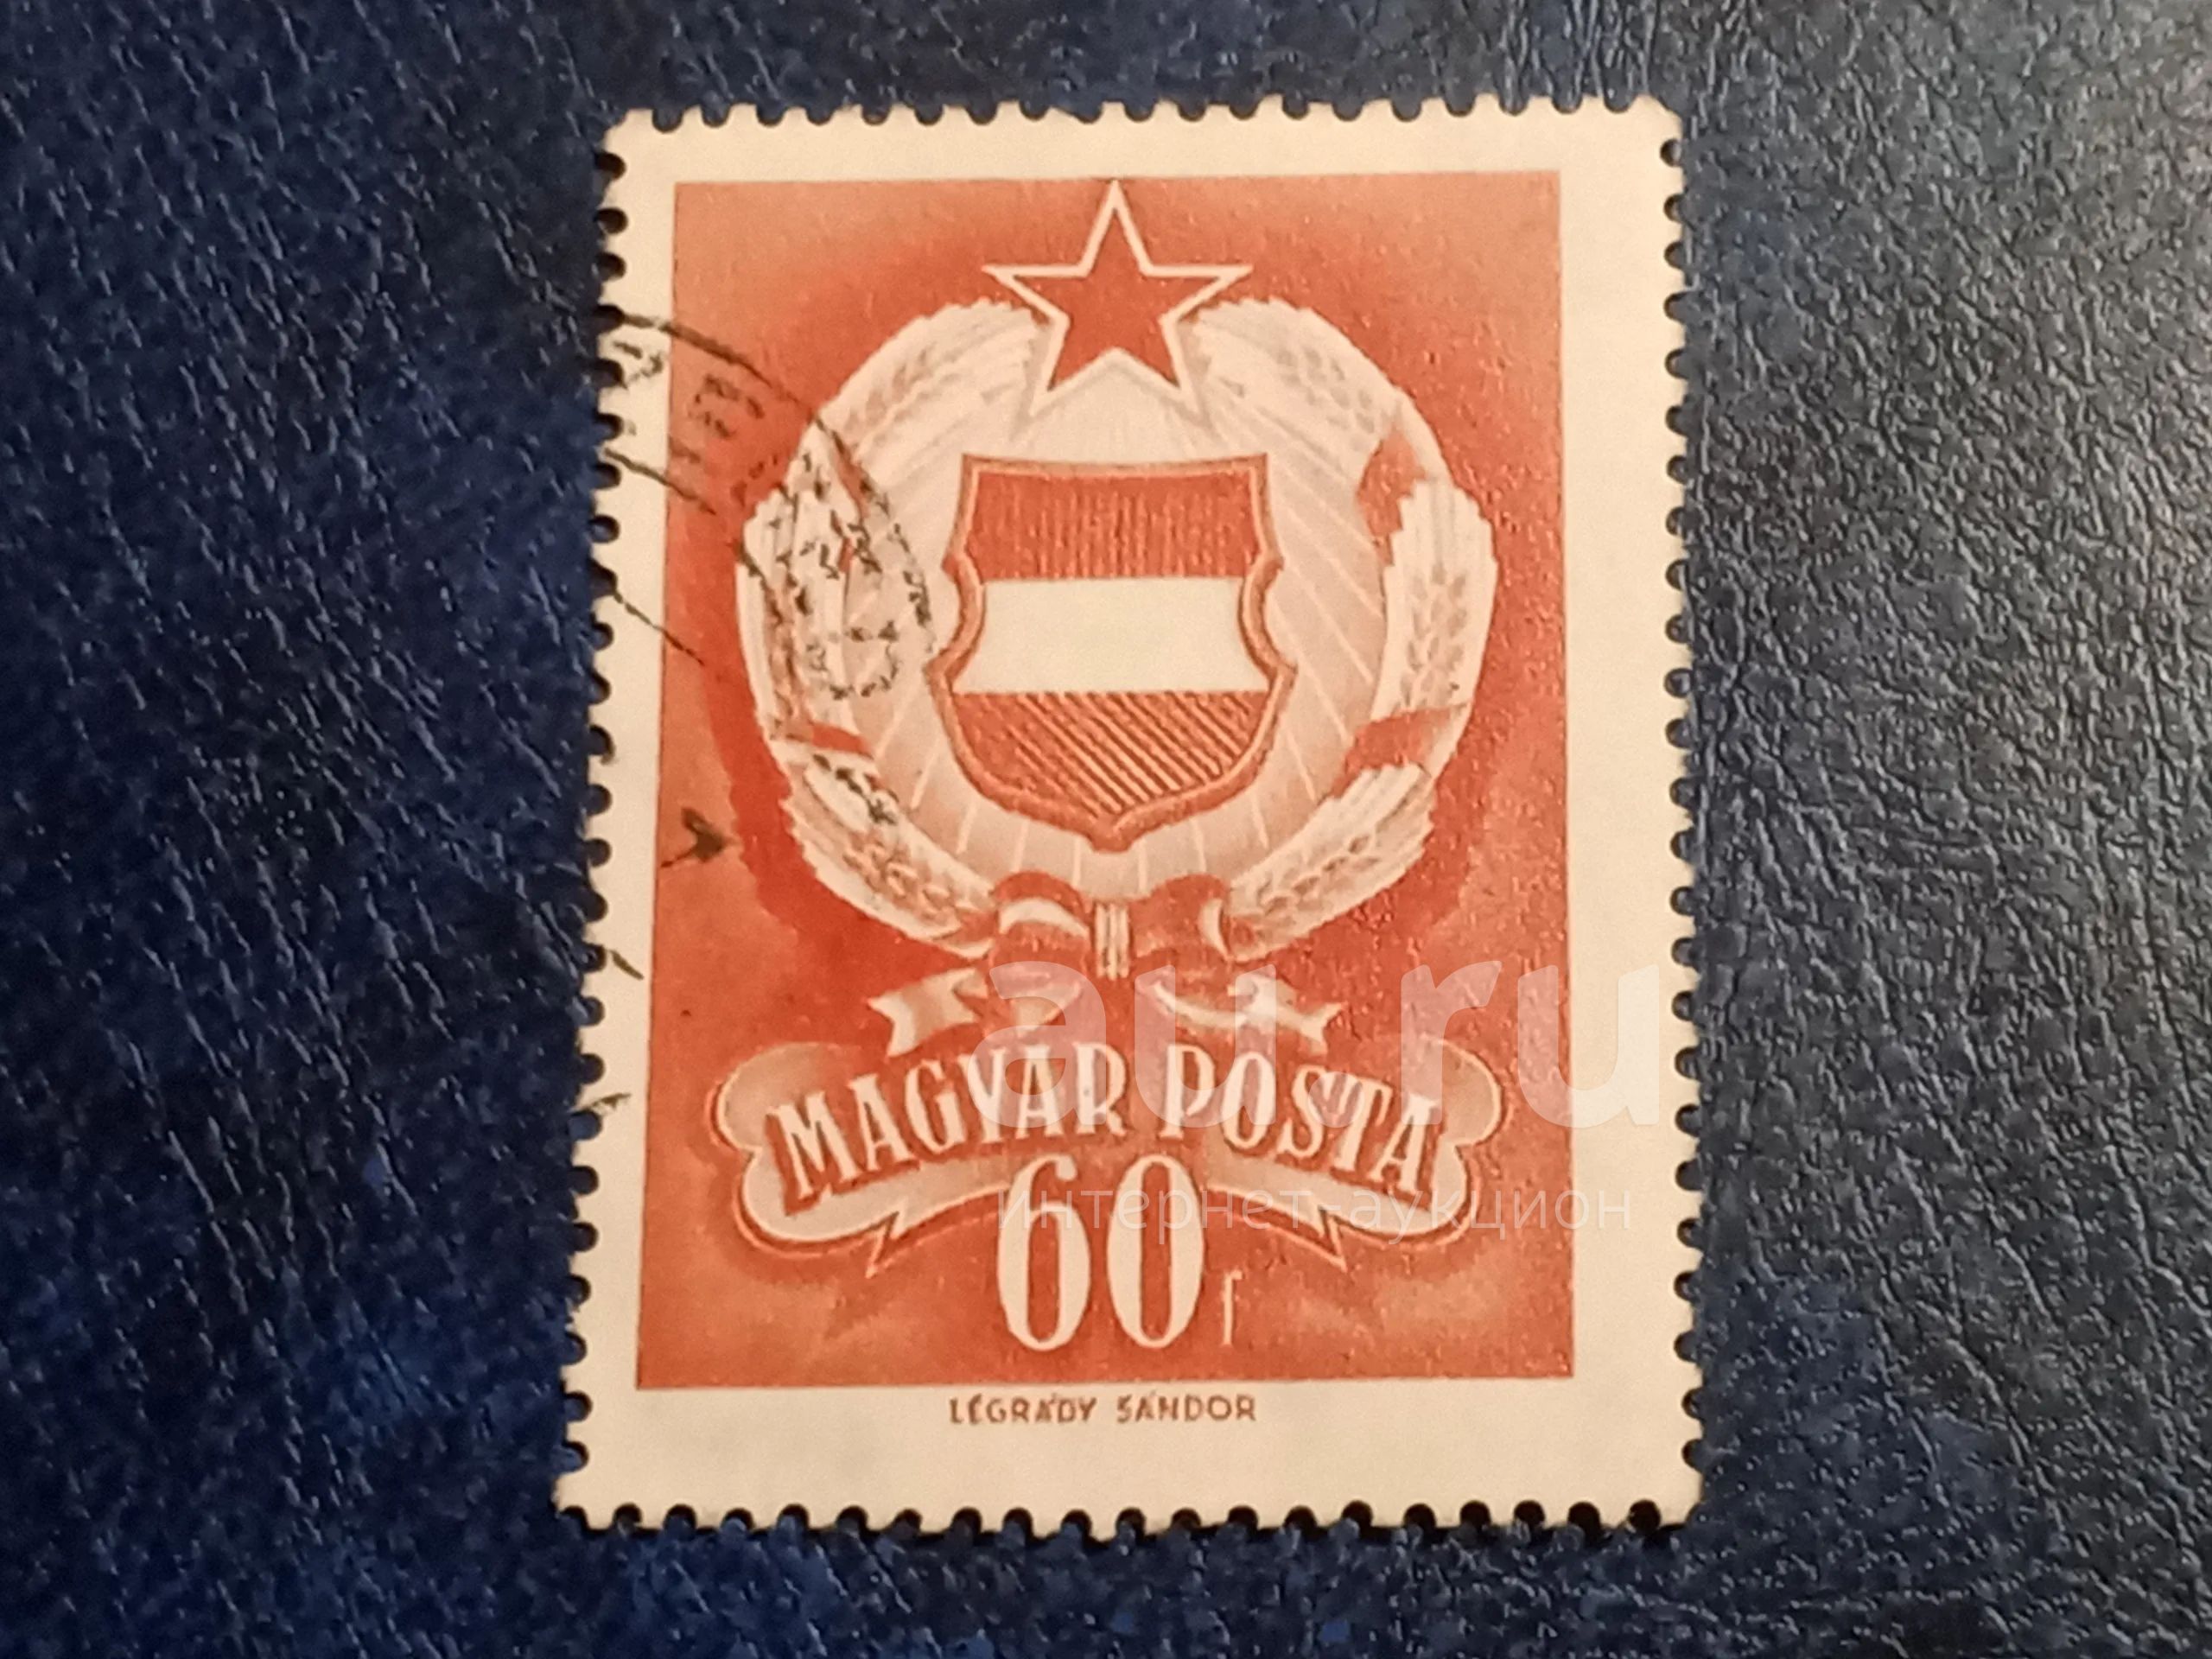 MAGYAR POSTA
au.ru
интернет-аукцион
60 f
LÉGRÁDY SÁNDOR